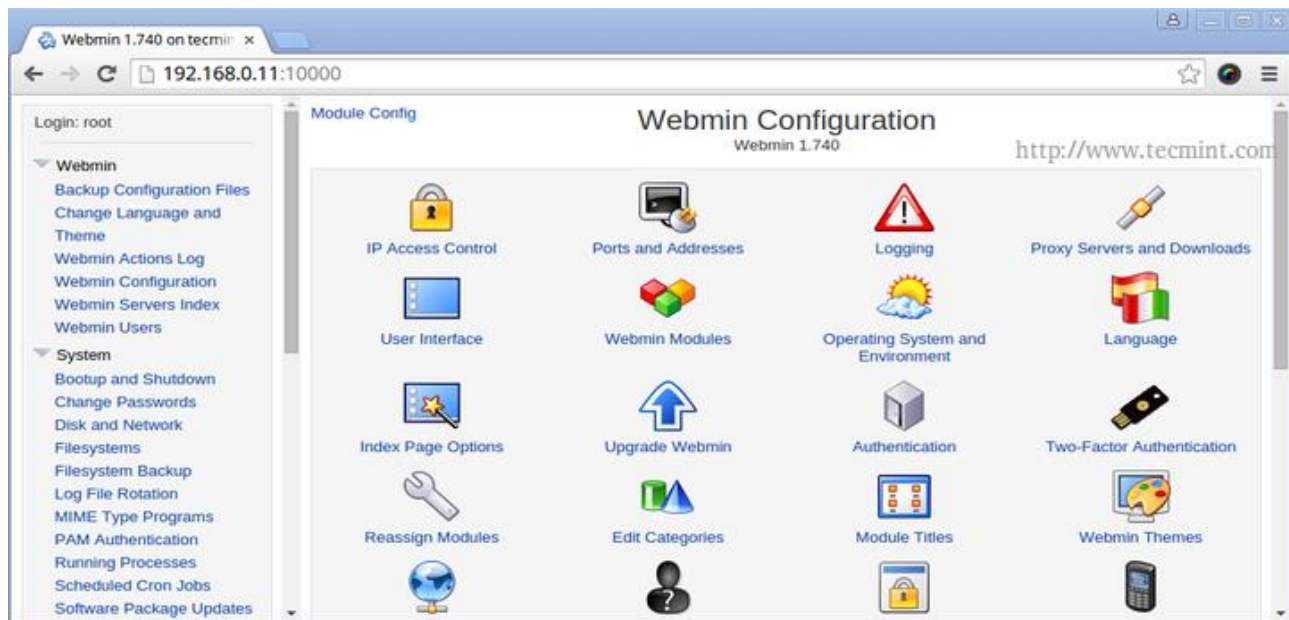 Webmin 1.740 on tecmin
192.168.0.11:10000
Login: root
Webmin
Backup Configuration Files
Change Language and
Theme
Webmin Actions Log
Webmin Configuration
Webmin Servers Index
Webmin Users
System
Bootup and Shutdown
Change Passwords
Disk and Network
Filesystems
Filesystem Backup
Log File Rotation
MIME Type Programs
PAM Authentication
Running Processes
Scheduled Cron Jobs
Software Package Updates
Module Config
Webmin Configuration
Webmin 1.740
http://www.tecmint.com
IP Access Control
Ports and Addresses
Logging
Proxy Servers and Downloads
User Interface
Webmin Modules
Operating System and
Environment
Language
Index Page Options
Upgrade Webmin
Authentication
Two-Factor Authentication
Reassign Modules
Edit Categories
Module Titles
Webmin Themes